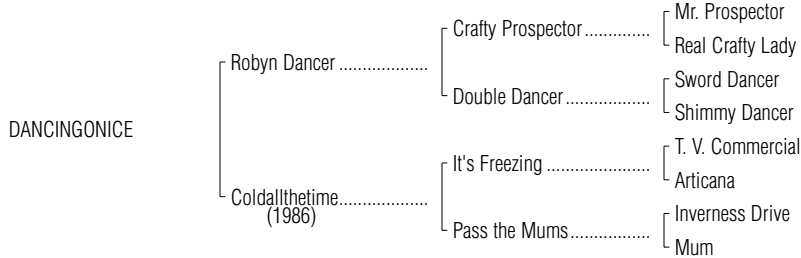 Mr. Prospector
Crafty Prospector..............
Real Crafty Lady
Robyn Dancer ...................
Sword Dancer
Double Dancer..................
Shimmy Dancer
DANCINGONICE
T. V. Commercial
It's Freezing ......................
Articana
Coldallthetime...................
(1986)
Inverness Drive
Pass the Mums.................
Mum